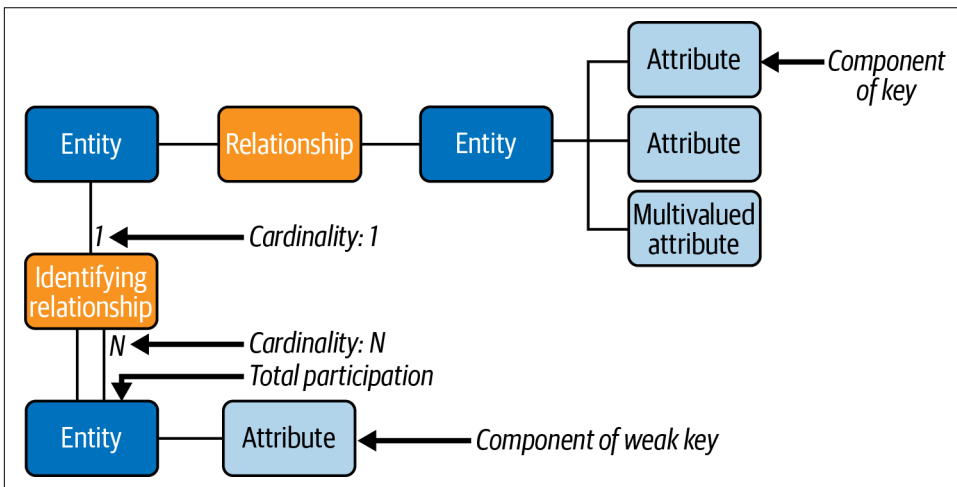 Attribute
Component
of key
Entity
Relationship
Entity
Attribute
Multivalued
attribute
1
Cardinality: 1
Identifying
relationship
N
Cardinality: N
Total participation
Entity
Attribute
Component of weak key